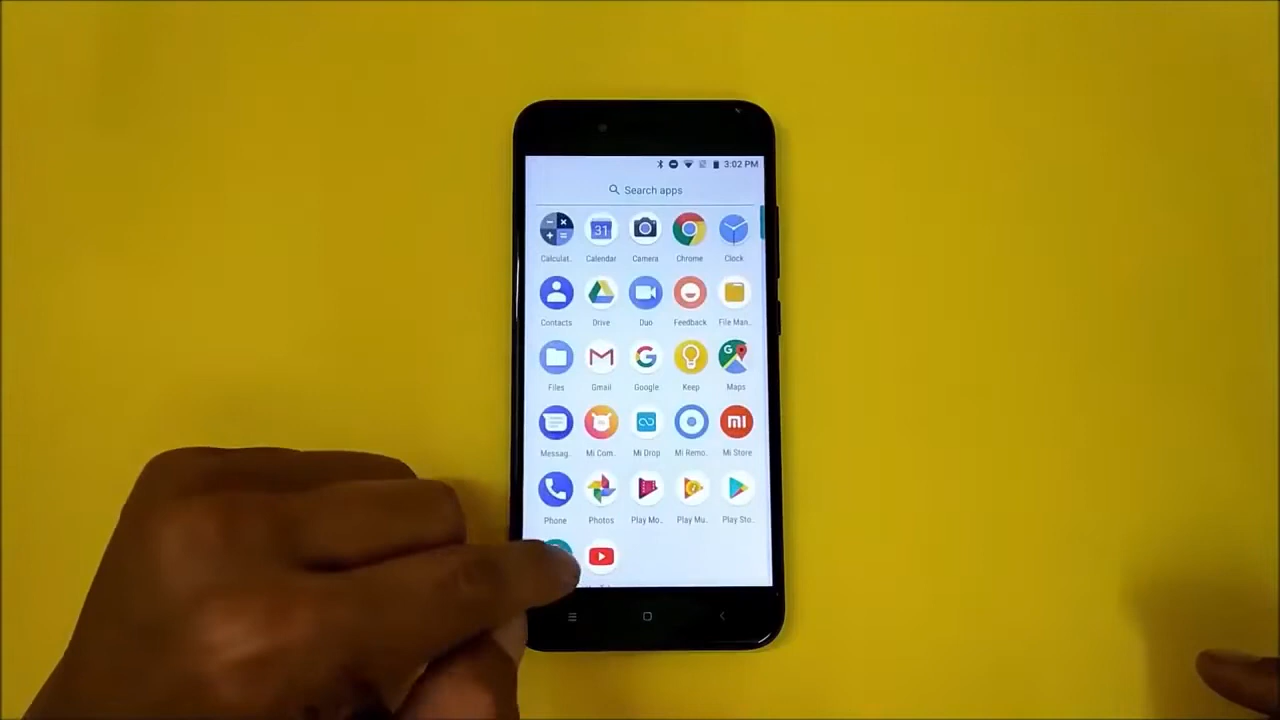 3:02 PM
Search apps
31
Calculat.. Calendar Camera Chrome Clock
Contacts Drive Duo Feedback File Man..
G
Files Gmail Google Keep Maps
mi
Messag.. Mi Com.. Mi Drop Mi Remo.. Mi Store
Phone Photos Play Mo.. Play Mu.. Play Sto..